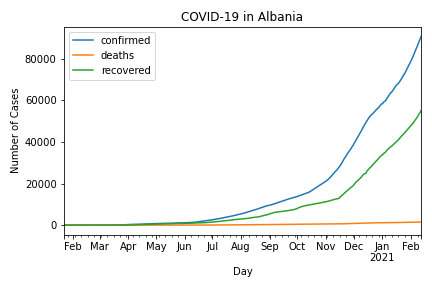 COVID-19 in Albania
confirmed
deaths
recovered
Number of Cases
80000
60000
40000
20000
0
Feb Mar Apr May Jun Jul Aug Sep Oct Nov Dec Jan Feb
2021
Day